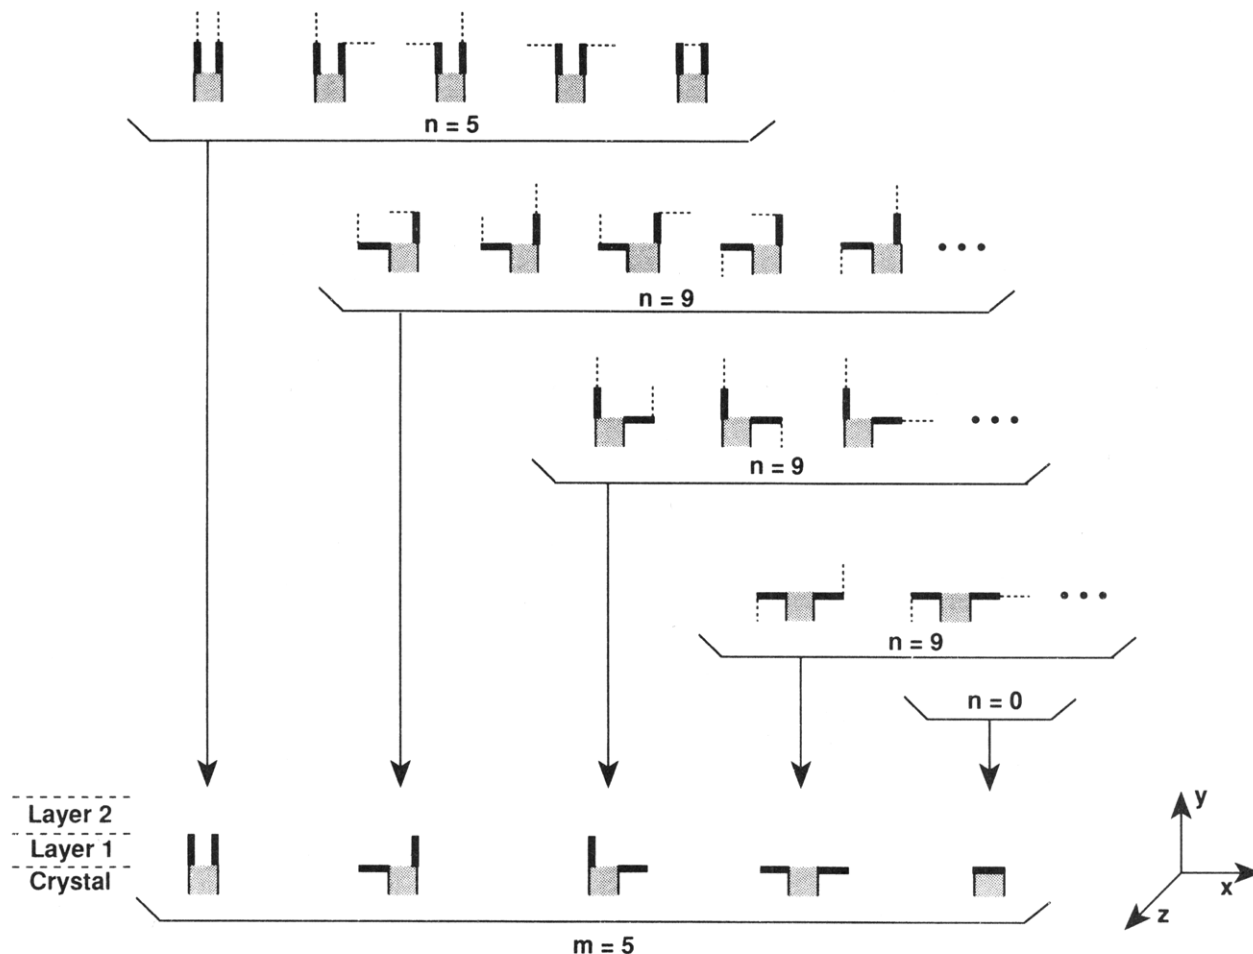 n = 5
n = 9
n = 9
n = 9
n = 0
Layer 2
Layer 1
Crystal
m = 5
y
x
z